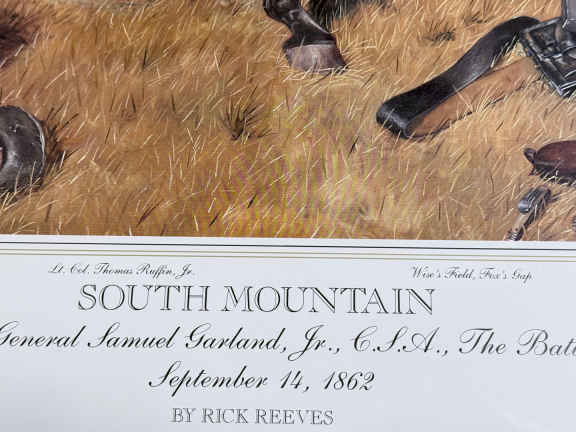 Lt. Col. Thomas Ruffin, Jr. Wise's Field, Fox's Gap
SOUTH MOUNTAIN
General Samuel Garland, Jr., C.S.A., The
September 14, 1862
BY RICK REEVES